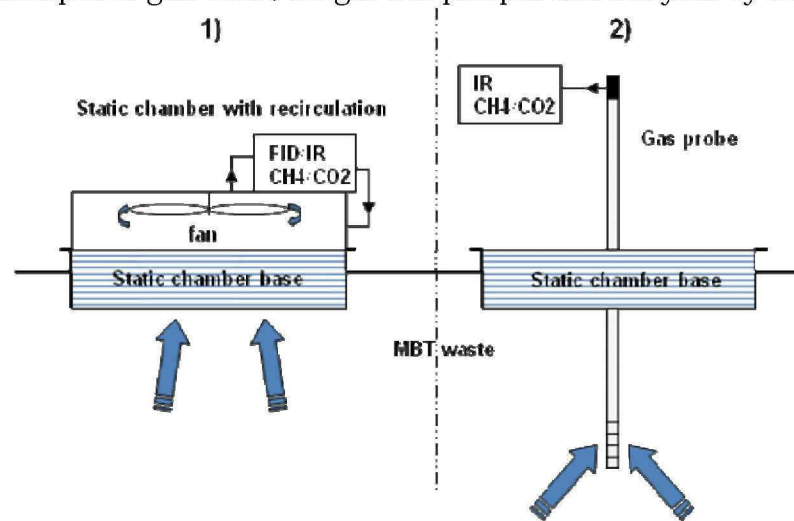 1)
2)
Static chamber with recirculation
FID/IR
CH4/CO2
fan
Static chamber base
IR
CH4/CO2
Gas probe
Static chamber base
MBT waste